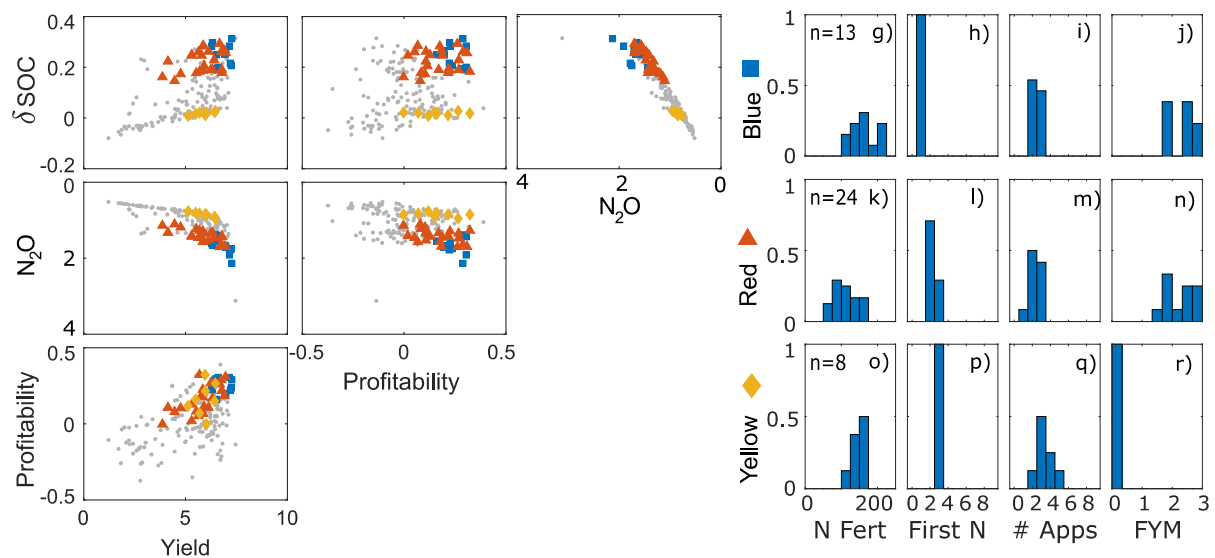 0.4
0.2
0
-0.2
δ SOC
4
2
0
N₂O
0
2
4
N₂O
-0.5
0
0.5
Profitability
0.5
0
-0.5
Profitability
0
5
10
Yield
1
0.5
0
Blue
n=13 g)
h)
i)
j)
1
0.5
0
Red
n=24 k)
l)
m)
n)
1
0.5
0
Yellow
n=8 o)
p)
q)
r)
0 200
0 2 4 6 8
0 2 4 6 8
0 1 2 3
N Fert
First N
# Apps
FYM